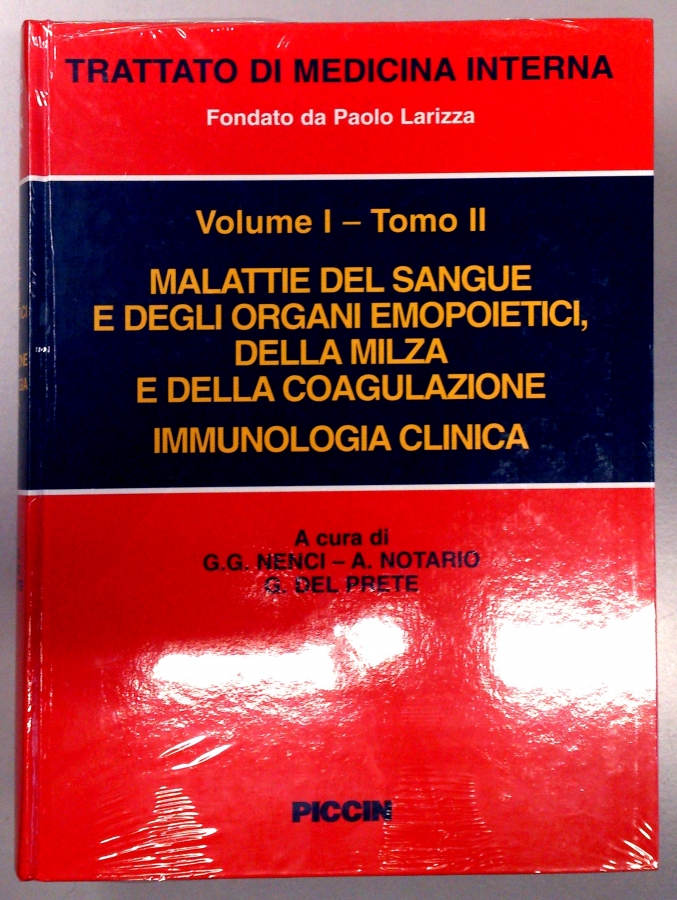 TRATTATO DI MEDICINA INTERNA
Fondato da Paolo Larizza
Volume I – Tomo II
MALATTIE DEL SANGUE
E DEGLI ORGANI EMOPOIETICI,
DELLA MILZA
E DELLA COAGULAZIONE
IMMUNOLOGIA CLINICA
A cura di
G.G. NENCI – A. NOTARIO
G. DEL PRETE
PICCIN